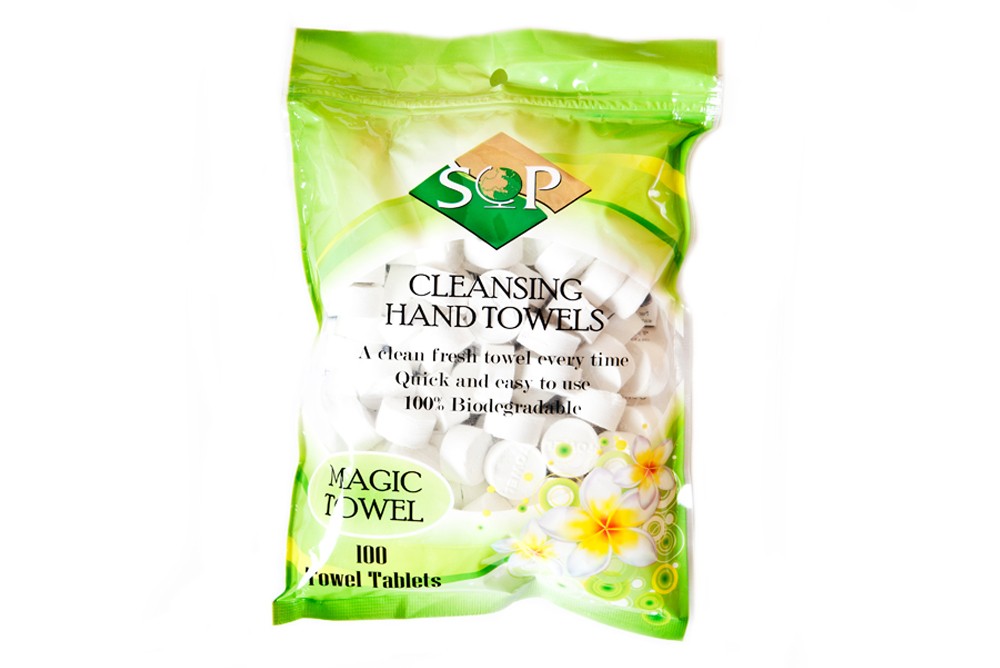 SOP
CLEANSING
HAND TOWELS
A clean fresh towel every time
Quick and easy to use
100% Biodegradable
MAGIC
TOWEL
100
Towel Tablets